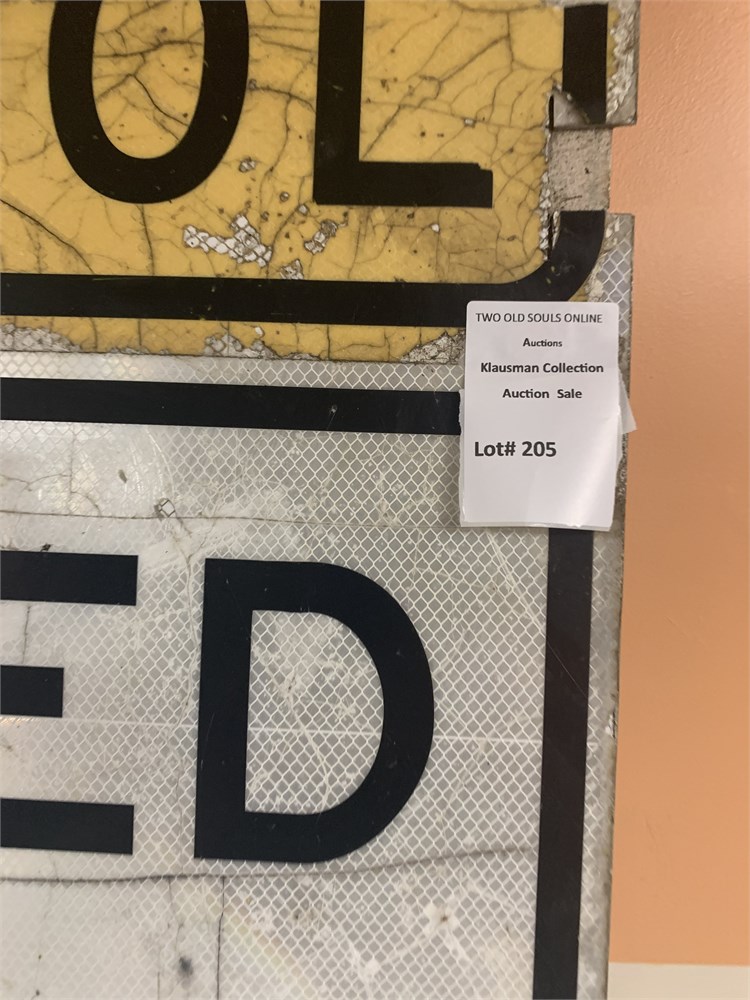 OL
TWO OLD SOULS ONLINE
Auctions
Klausman Collection
Auction Sale
Lot# 205
ED